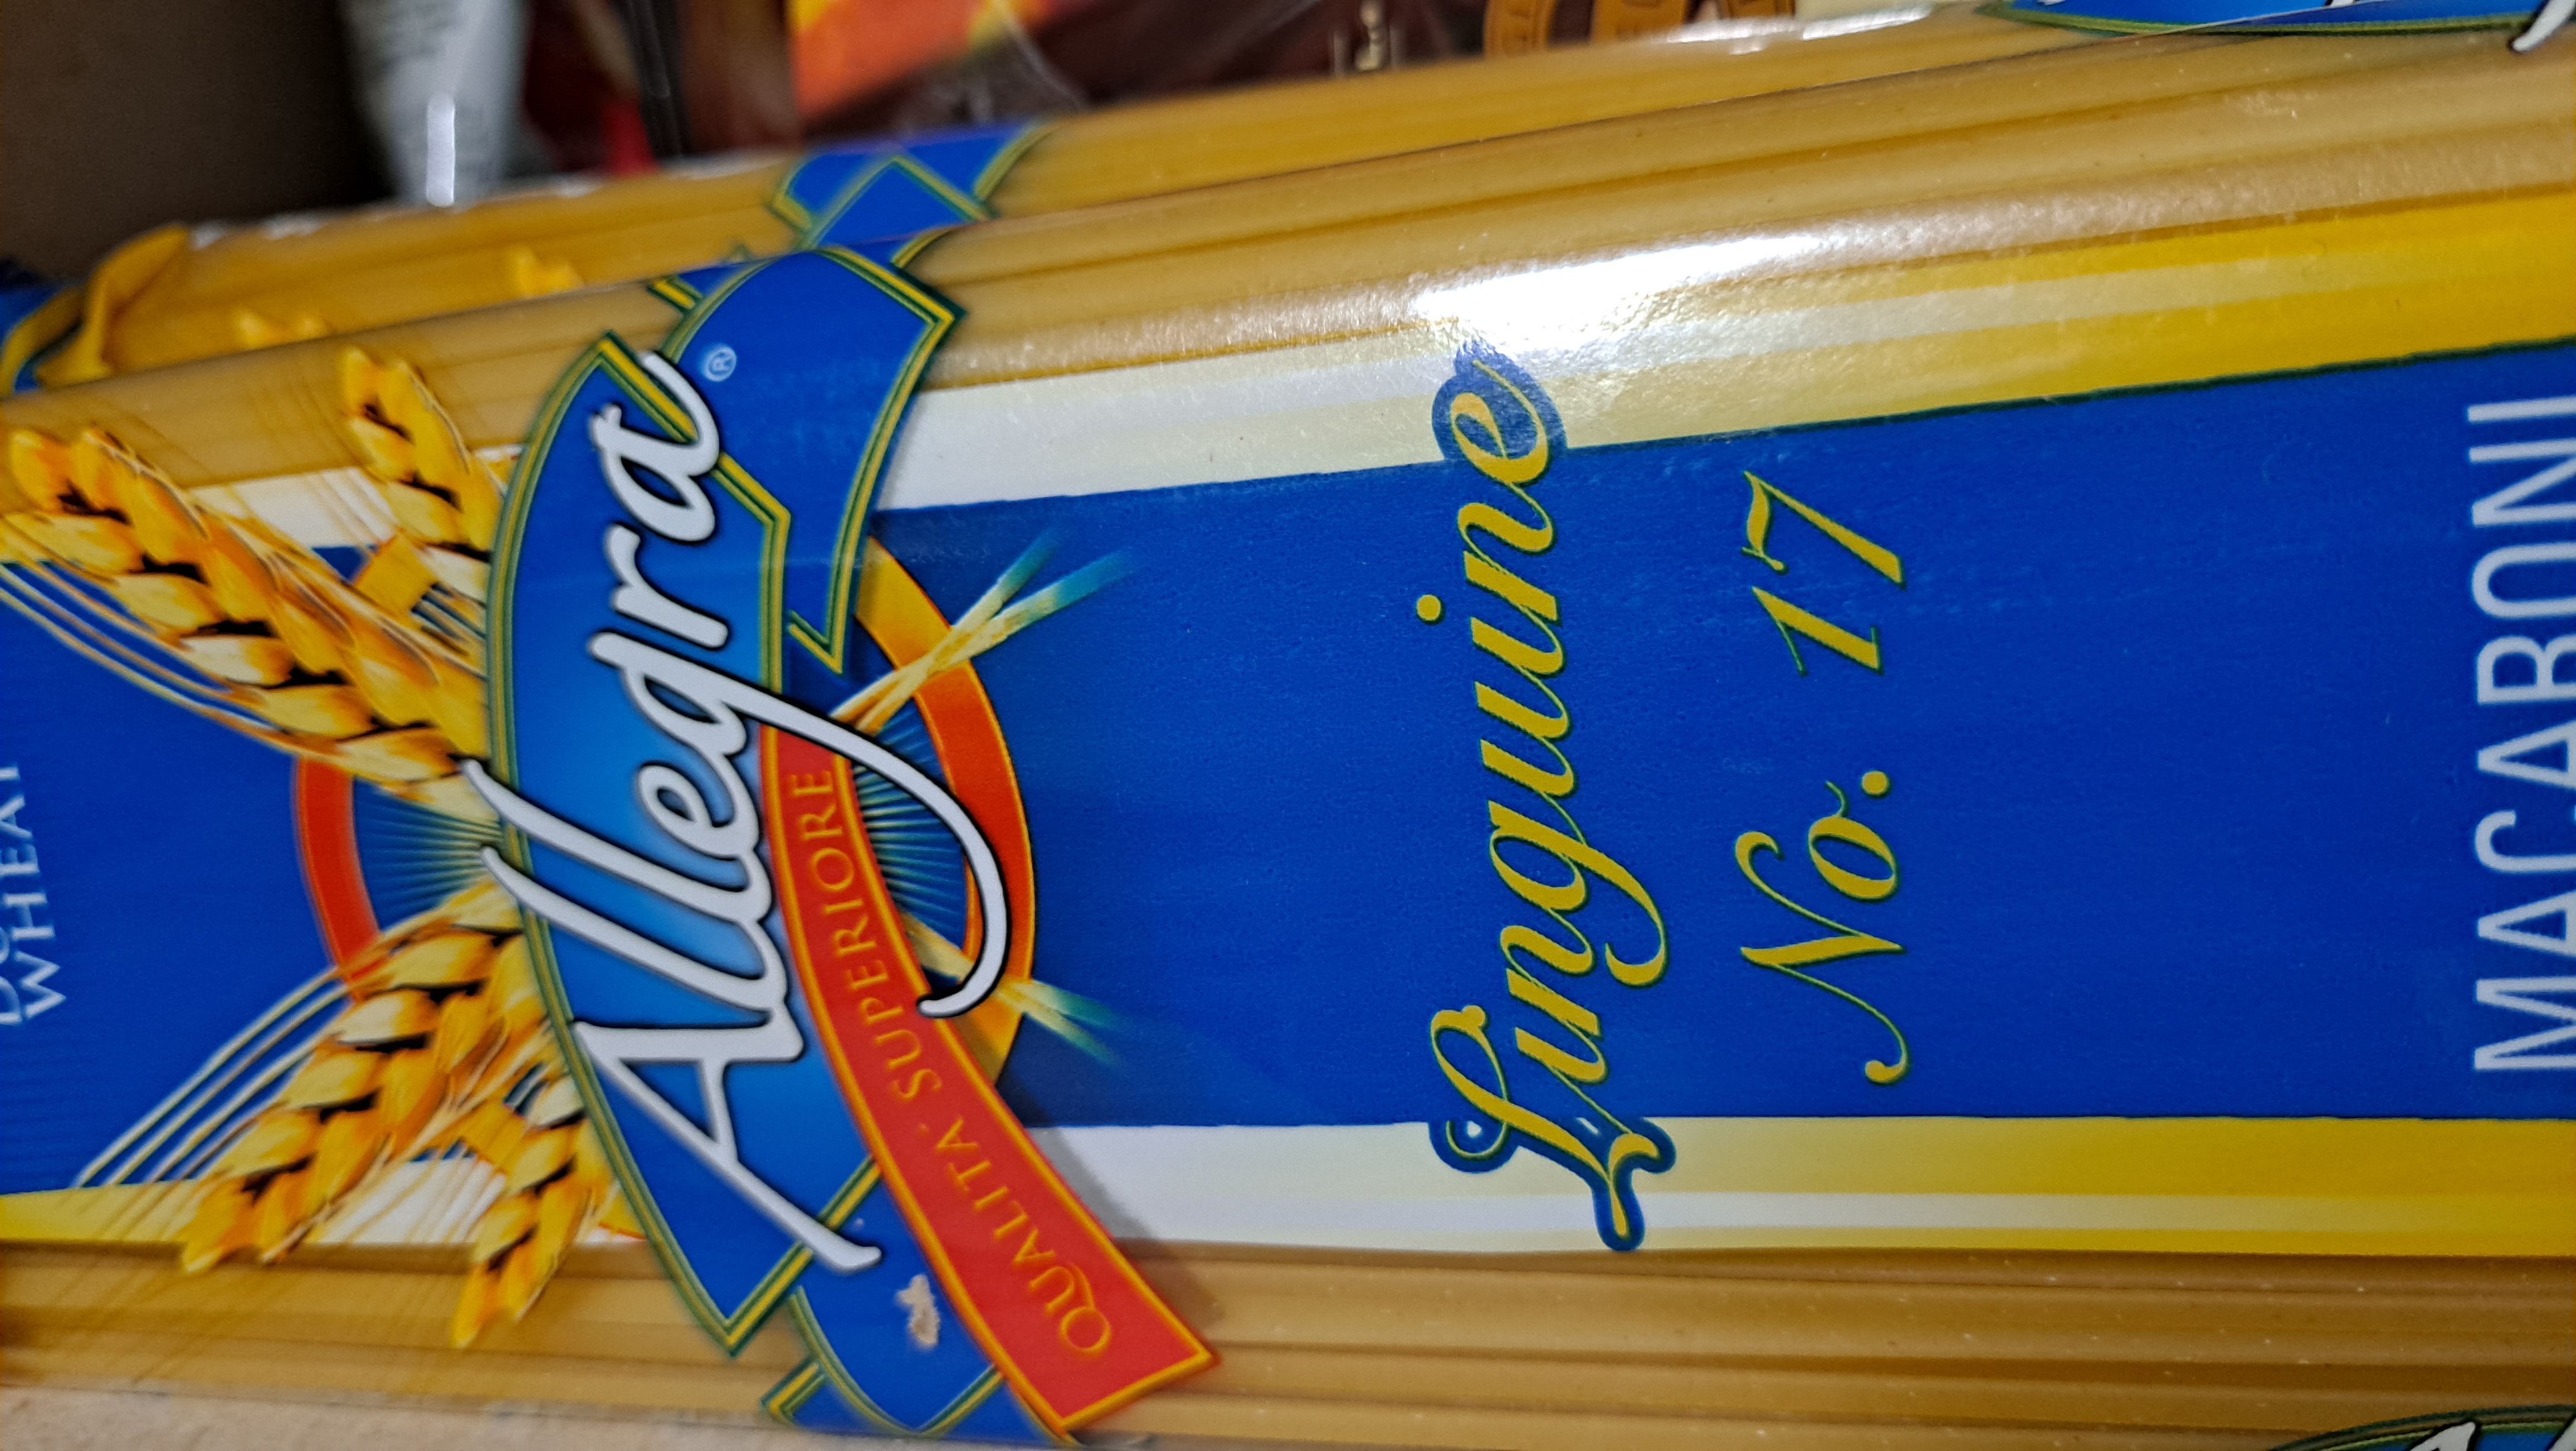 WHEAT
Allegra®
QUALITA' SUPERIORE
Linguine
No. 17
MACARONI